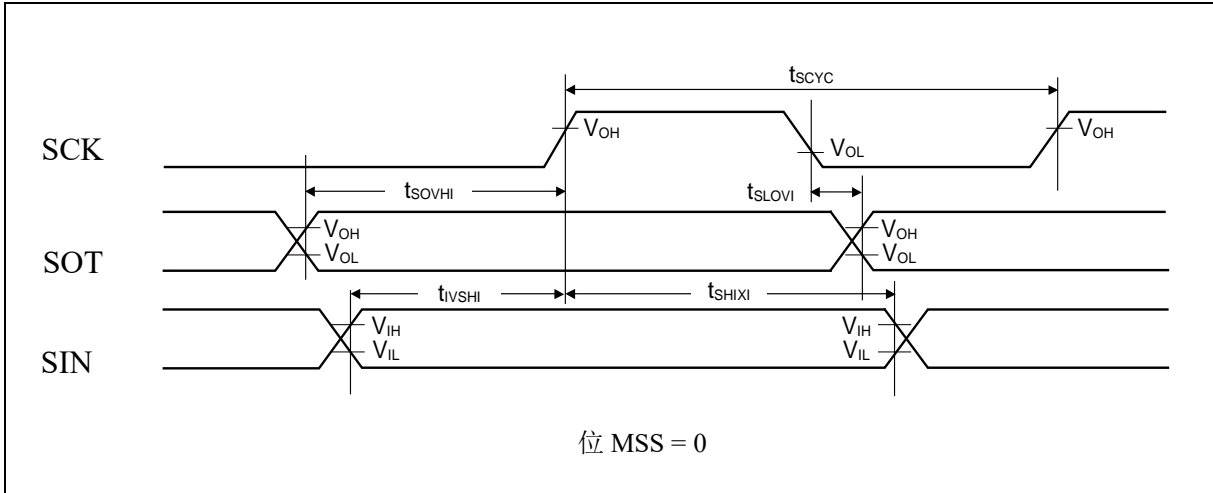 tSCYC
SCK
VOH
VOL
VOH
tSOVHI
tSLOVI
SOT
VOH
VOL
VOH
VOL
tIVSHI
tSHIXI
SIN
VIH
VIL
VIH
VIL
位 MSS = 0